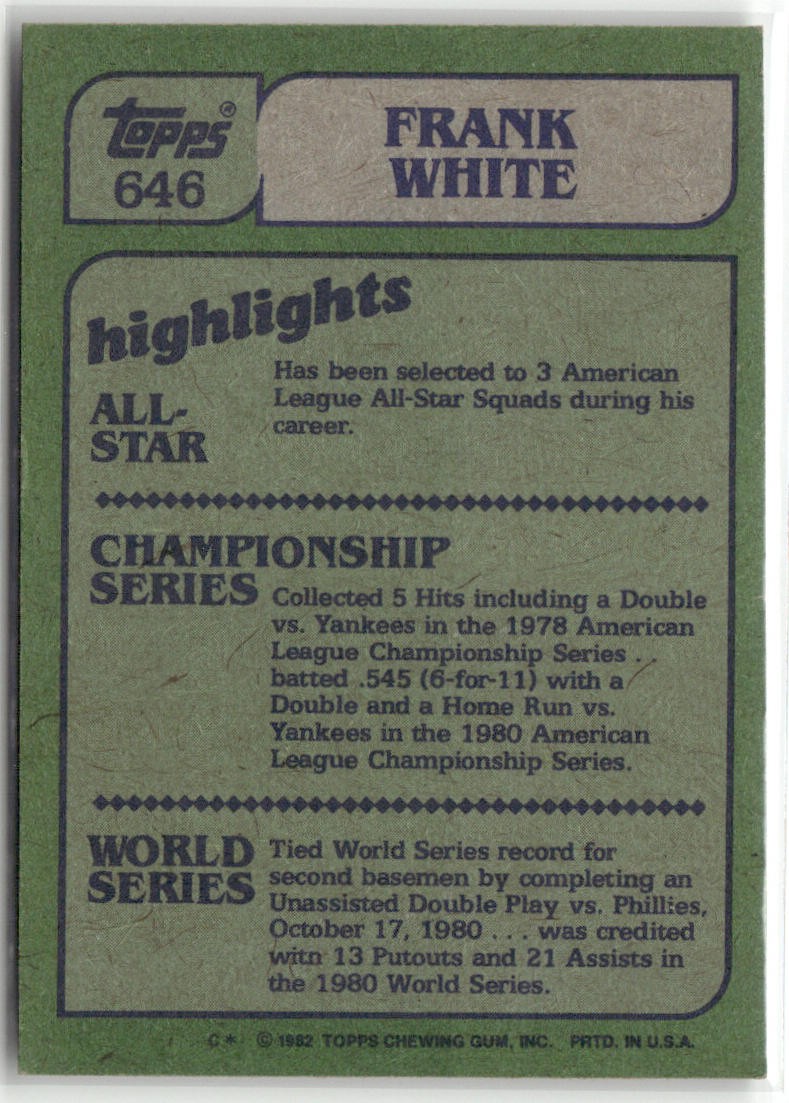 Topps®
646
FRANK
WHITE
highlights
ALL-
STAR
Has been selected to 3 American
League All-Star Squads during his
career.
CHAMPIONSHIP
SERIES
Collected 5 Hits including a Double
vs. Yankees in the 1978 American
League Championship Series . .
batted .545 (6-for-11) with a
Double and a Home Run vs.
Yankees in the 1980 American
League Championship Series.
WORLD
SERIES
Tied World Series record for
second basemen by completing an
Unassisted Double Play vs. Phillies,
October 17, 1980 . . . was credited
with 13 Putouts and 21 Assists in
the 1980 World Series.
C* © 1982 TOPPS CHEWING GUM, INC. PRTD. IN U.S.A.